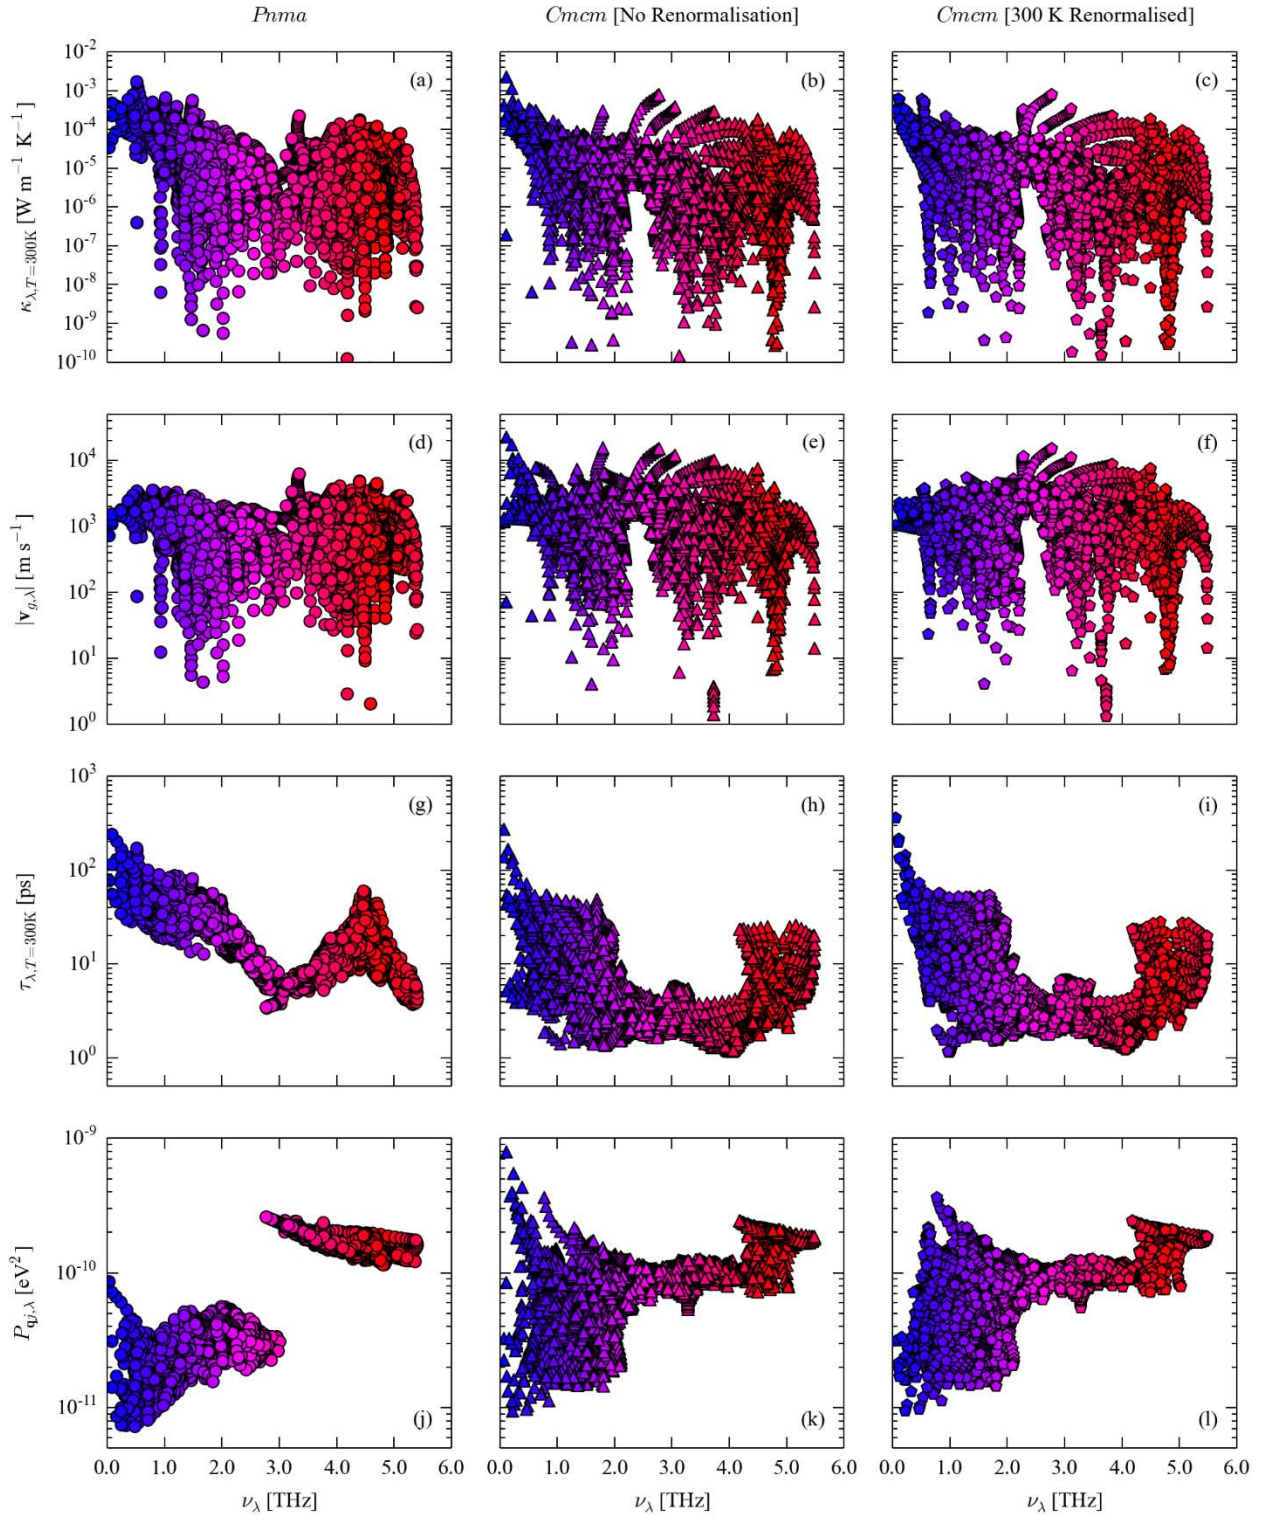 Pnma Cmcm [No Renormalisation] Cmcm [300 K Renormalised]
10⁻² 10⁻³ 10⁻⁴ 10⁻⁵ 10⁻⁶ 10⁻⁷ 10⁻⁸ 10⁻⁹ 10⁻¹⁰
κλ,T=300K [W m⁻¹ K⁻¹]
(a) (b) (c)
10⁴ 10³ 10² 10¹ 10⁰
|vg,λ| [m s⁻¹]
(d) (e) (f)
10³ 10² 10¹ 10⁰
τλ,T=300K [ps]
(g) (h) (i)
10⁻⁹ 10⁻¹⁰ 10⁻¹¹
Pqj,λ [eV²]
(j) (k) (l)
0.0 1.0 2.0 3.0 4.0 5.0 6.0 0.0 1.0 2.0 3.0 4.0 5.0 6.0 0.0 1.0 2.0 3.0 4.0 5.0 6.0
νλ [THz] νλ [THz] νλ [THz]